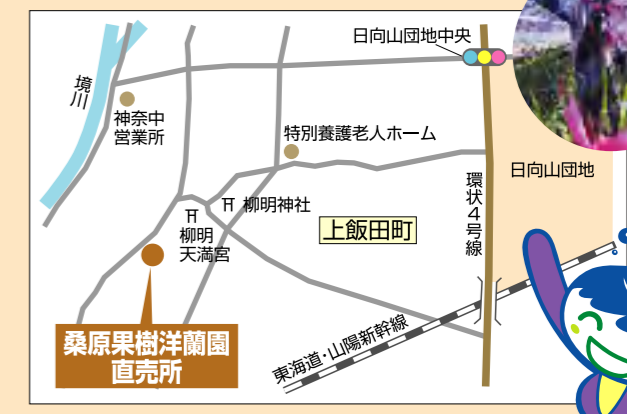 日向山団地中央
境川
神奈中
営業所
特別養護老人ホーム
日向山団地
環状4号線
柳明神社
柳明
天満宮
上飯田町
東海道・山陽新幹線
桑原果樹洋蘭園
直売所